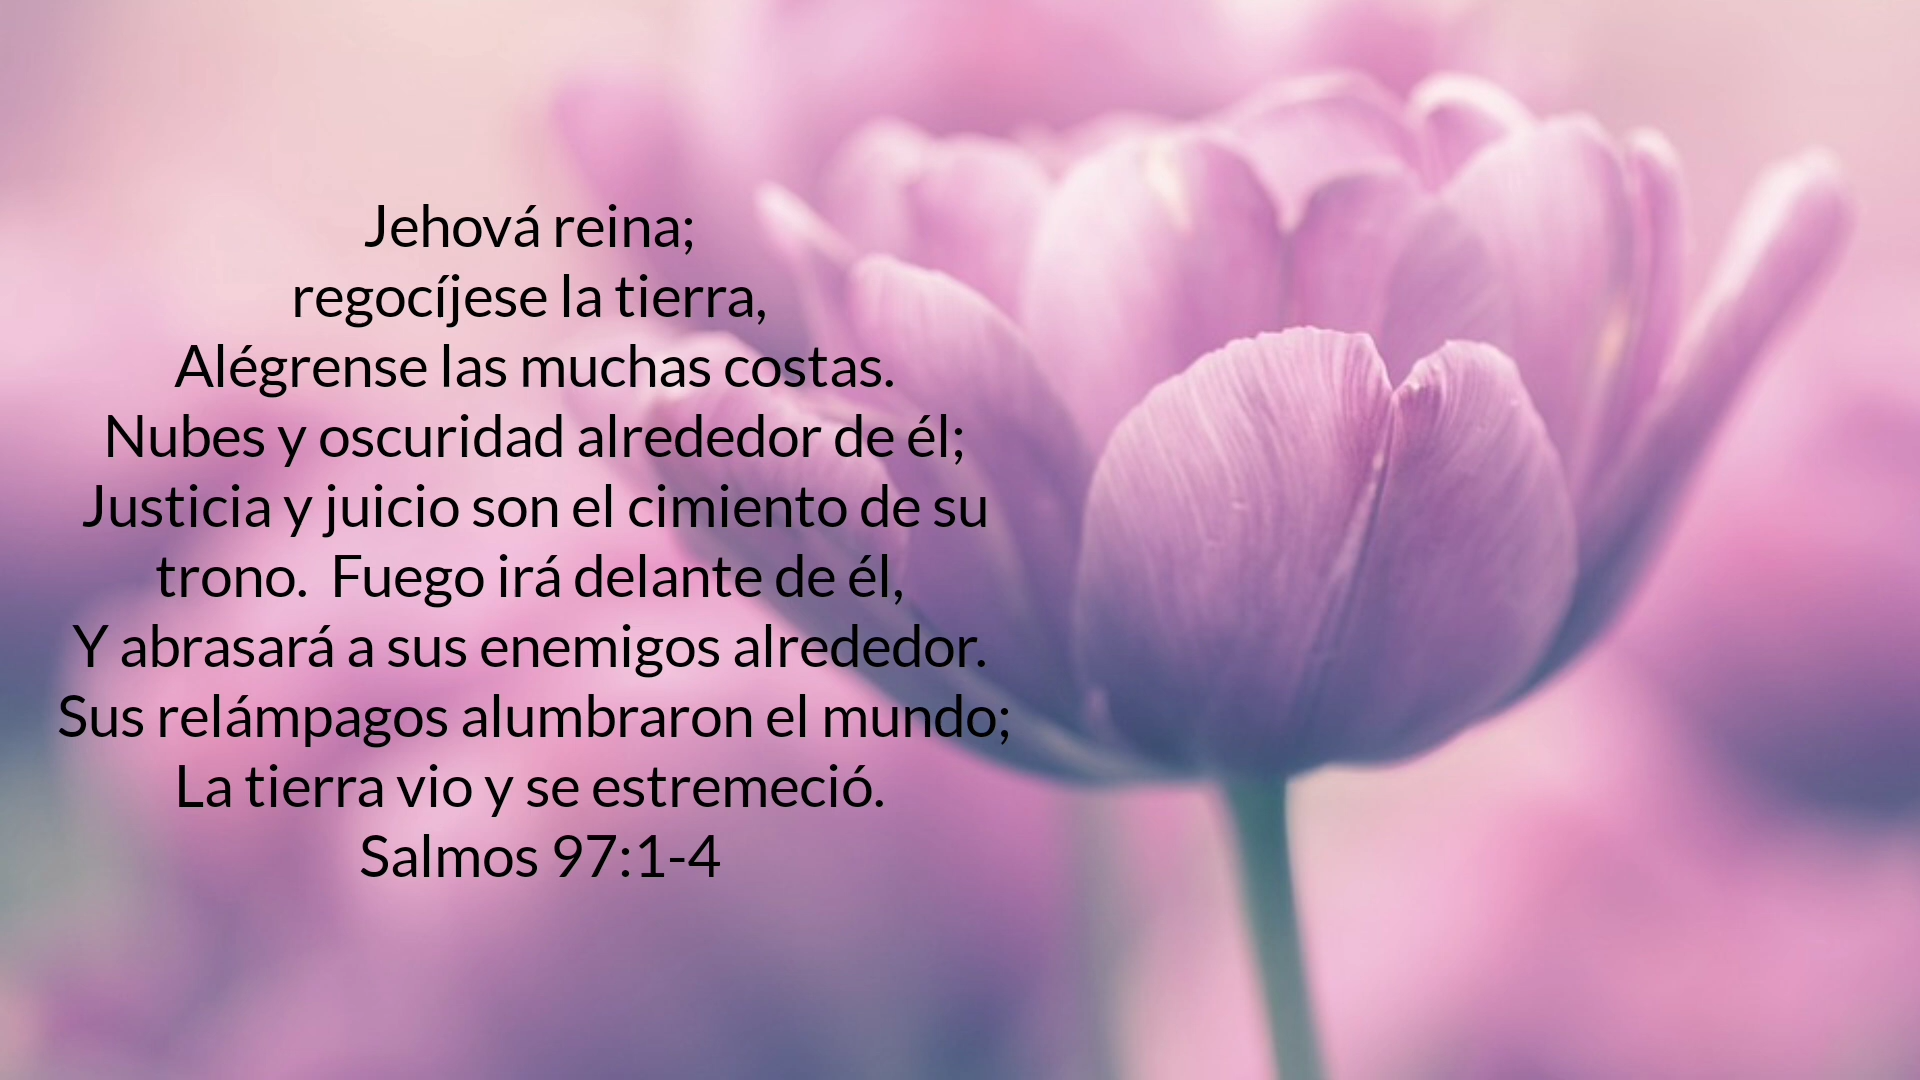 Jehová reina;
regocíjese la tierra,
Alégrense las muchas costas.
Nubes y oscuridad alrededor de él;
Justicia y juicio son el cimiento de su
trono.  Fuego irá delante de él,
Y abrasará a sus enemigos alrededor.
Sus relámpagos alumbraron el mundo;
La tierra vio y se estremeció.
Salmos 97:1-4